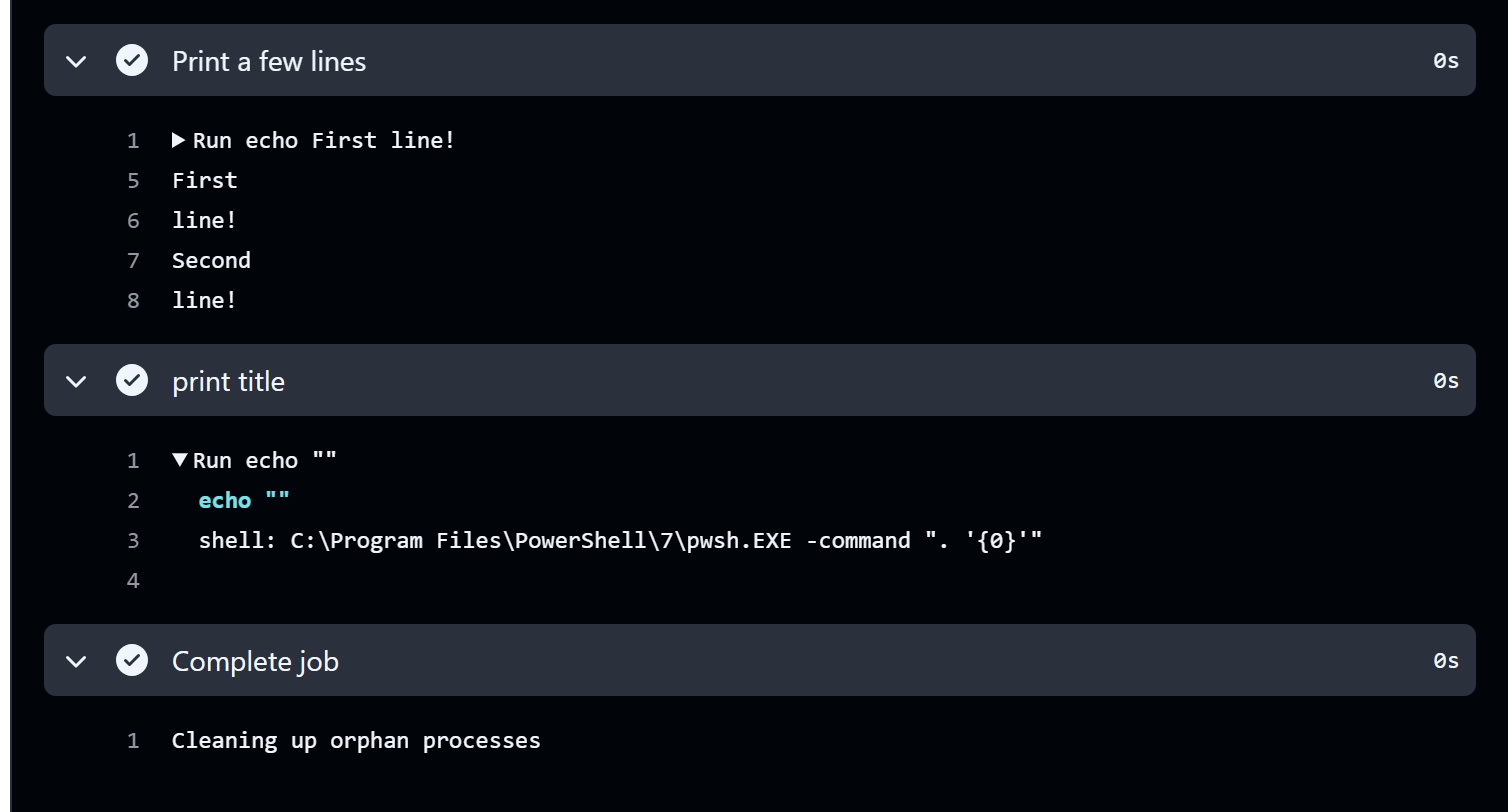 Print a few lines 0s
1 Run echo First line!
5 First
6 line!
7 Second
8 line!
print title 0s
1 Run echo ""
2 echo ""
3 shell: C:\Program Files\PowerShell\7\pwsh.EXE -command ". '{0}'"
4
Complete job 0s
1 Cleaning up orphan processes